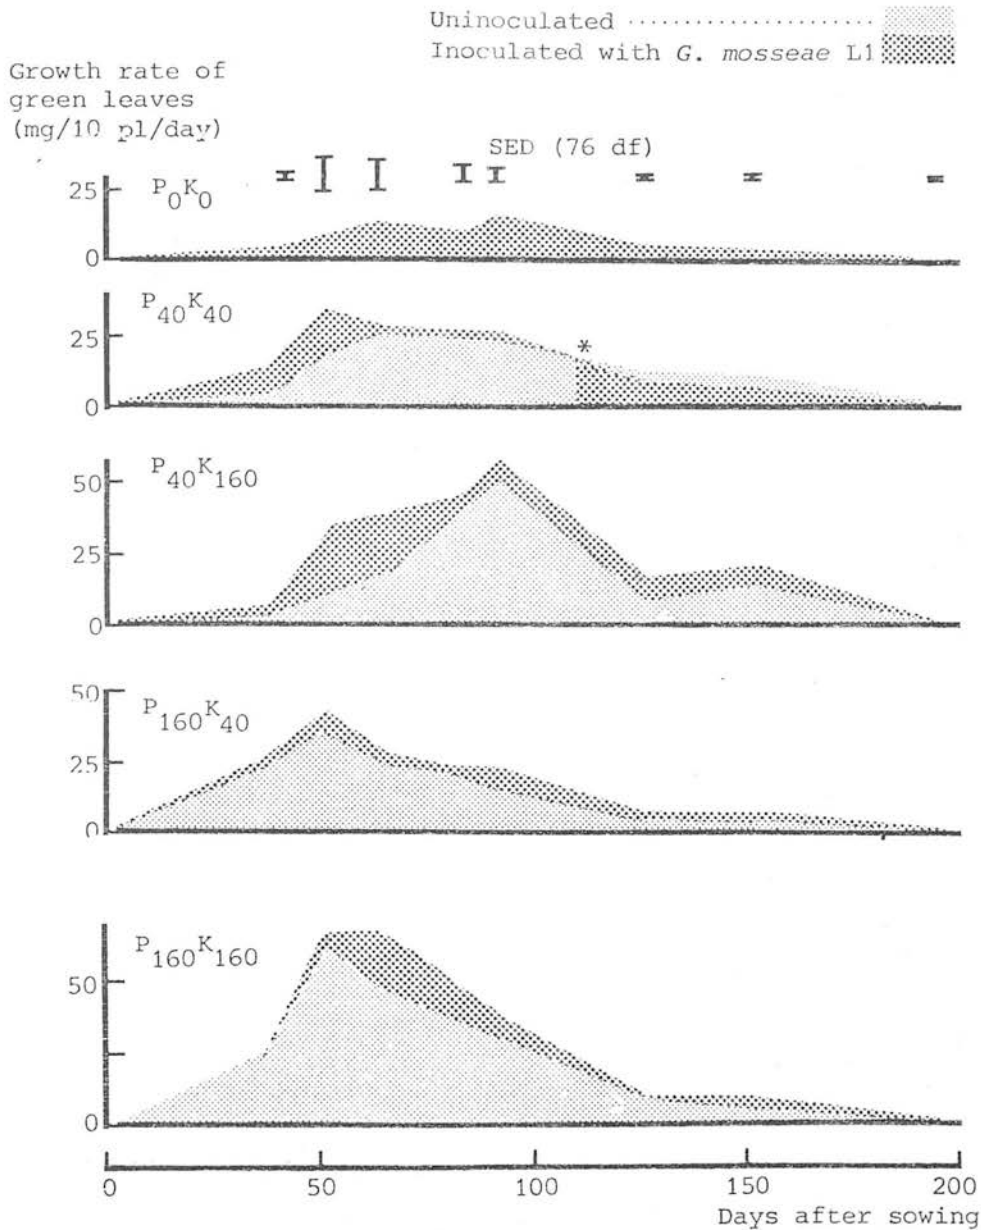 Uninoculated ....................
Inoculated with G. mosseae L1
Growth rate of
green leaves
(mg/10 pl/day)
SED (76 df)
P0K0
25
0
P40K40
*
25
0
P40K160
50
25
0
P160K40
50
25
0
P160K160
50
0
0 50 100 150 200
Days after sowing